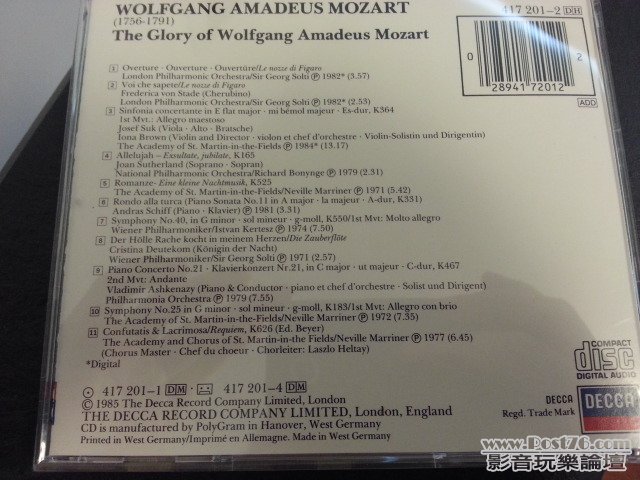 WOLFGANG AMADEUS MOZART
417 201-2 DH
(1756-1791)
The Glory of Wolfgang Amadeus Mozart
0 28941 72012 2
ADD
1 Overture · Ouverture · Ouvertüre/Le nozze di Figaro
London Philharmonic Orchestra/Sir Georg Solti Ⓟ 1982* (3.57)
2 Voi che sapete/Le nozze di Figaro
Frederica von Stade (Cherubino)
London Philharmonic Orchestra/Sir Georg Solti Ⓟ 1982* (2.53)
3 Sinfonia concertante in E flat major · mi bémol majeur · Es-dur, K364
1st Mvt.: Allegro maestoso
Josef Suk (Viola · Alto · Bratsche)
Iona Brown (Violin and Director · violon et chef d'orchestre · Violin-Solistin und Dirigentin)
The Academy of St. Martin-in-the-Fields Ⓟ 1984* (13.17)
4 Allelujah – Exsultate, jubilate, K165
Joan Sutherland (Soprano · Sopran)
National Philharmonic Orchestra/Richard Bonynge Ⓟ 1979 (2.31)
5 Romanze-Eine kleine Nachtmusik, K525
The Academy of St. Martin-in-the-Fields/Neville Marriner Ⓟ 1971 (5.42)
6 Rondo alla turca (Piano Sonata No.11 in A major · la majeur · A-dur, K331)
Andras Schiff (Piano · Klavier) Ⓟ 1981 (3.31)
7 Symphony No.40, in G minor · sol mineur · g-moll, K550/1st Mvt: Molto allegro
Wiener Philharmoniker/Istvan Kertesz Ⓟ 1974 (7.50)
8 Der Hölle Rache kocht in meinem Herzen/Die Zauberflöte
Cristina Deutekom (Königin der Nacht)
Wiener Philharmoniker/Sir Georg Solti Ⓟ 1971 (2.57)
9 Piano Concerto No.21 · Klavierkonzert Nr.21, in C major · ut majeur · C-dur, K467
2nd Mvt: Andante
Vladimir Ashkenazy (Piano & Conductor · piano et chef d'orchestre · Solist und Dirigent)
Philharmonia Orchestra Ⓟ 1979 (7.55)
10 Symphony No.25 in G minor · sol mineur · g-moll, K183/1st Mvt: Allegro con brio
The Academy of St. Martin-in-the-Fields/Neville Marriner Ⓟ 1972 (7.35)
11 Confutatis & Lacrimosa/Requiem, K626 (Ed. Beyer)
The Academy and Chorus of St. Martin-in-the-Fields/Neville Marriner Ⓟ 1977 (6.45)
(Chorus Master · Chef du choeur · Chorleiter: Laszlo Heltay)
*Digital
417 201-1 DM · 417 201-4 DM
© 1985 The Decca Record Company Limited, London
THE DECCA RECORD COMPANY LIMITED, London, England
CD is manufactured by PolyGram in Hanover, West Germany
Printed in West Germany/Imprimé en Allemagne. Made in West Germany
COMPACT
disc
DIGITAL AUDIO
DECCA
Regd. Trade Mark
DECCA
www.Post76.com
影音玩樂論壇